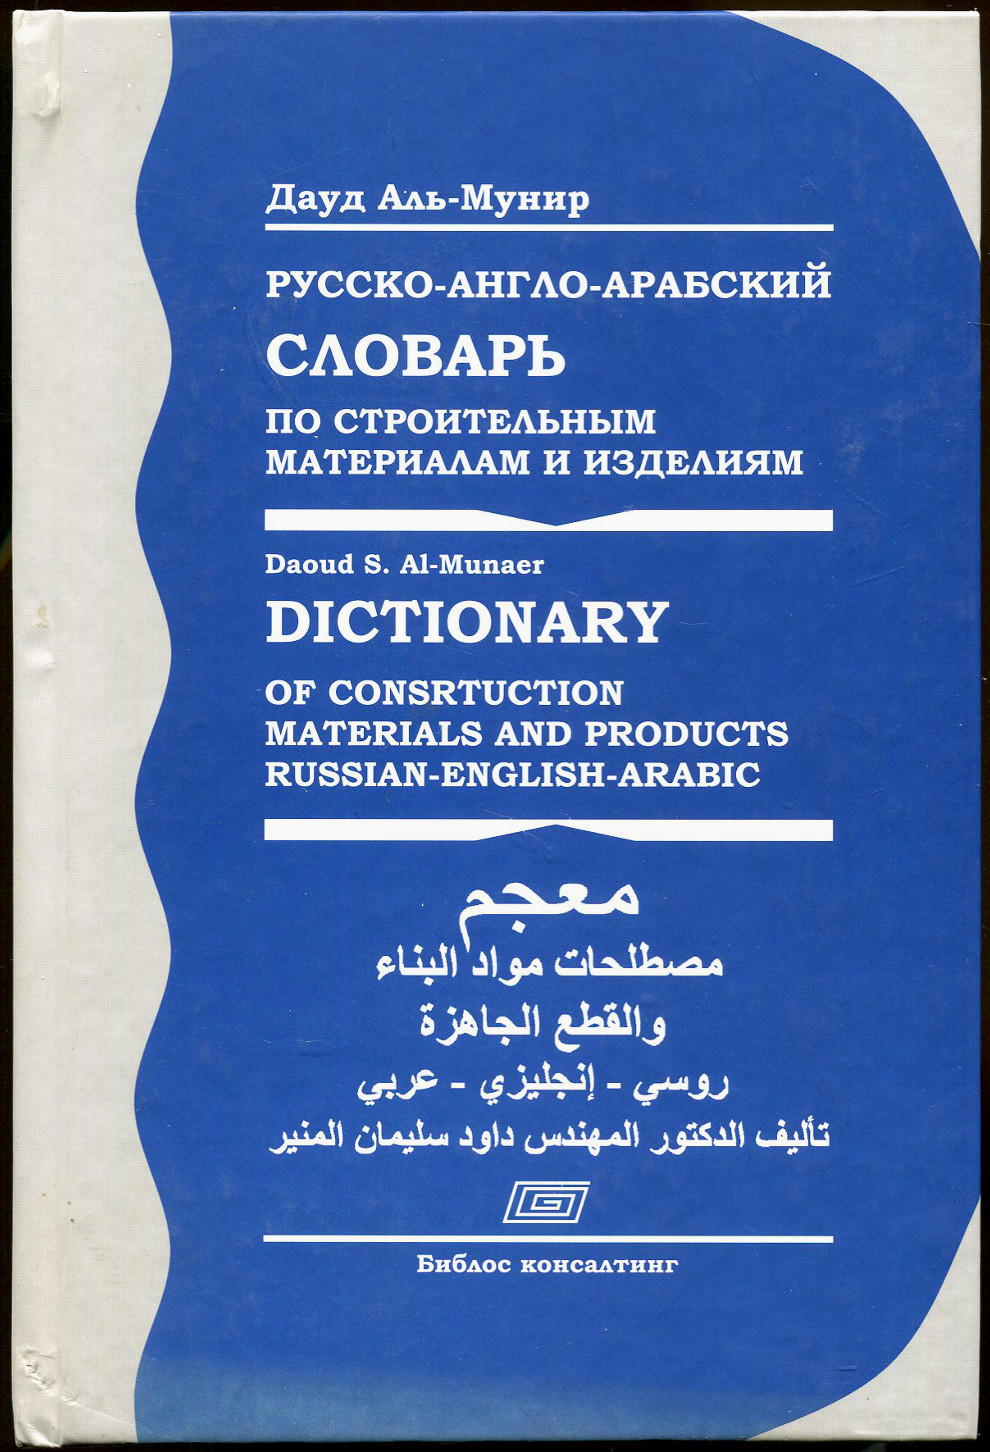 Дауд Аль-Мунир
РУССКО-АНГЛО-АРАБСКИЙ
СЛОВАРЬ
ПО СТРОИТЕЛЬНЫМ
МАТЕРИАЛАМ И ИЗДЕЛИЯМ
Daoud S. Al-Munaer
DICTIONARY
OF CONSRTUCTION
MATERIALS AND PRODUCTS
RUSSIAN-ENGLISH-ARABIC
معجم
مصطلحات مواد البناء
والقطع الجاهزة
روسي - إنجليزي - عربي
تأليف الدكتور المهندس داود سليمان المنير
Библос консалтинг